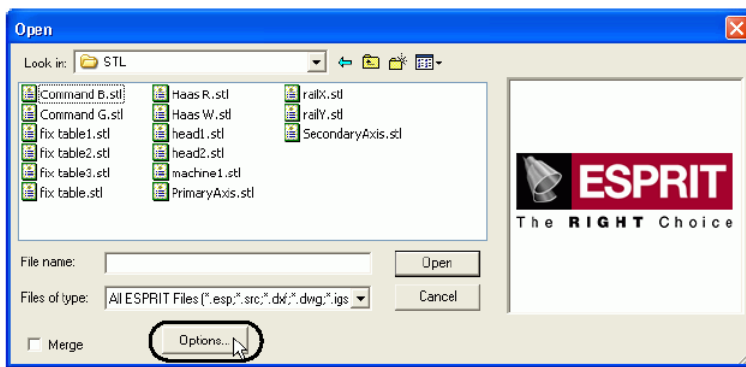 Open
Look in: STL
Command B.stl
Command G.stl
fix table1.stl
fix table2.stl
fix table3.stl
fix table.stl
Haas R.stl
Haas W.stl
head1.stl
head2.stl
machine1.stl
PrimaryAxis.stl
railX.stl
railY.stl
SecondaryAxis.stl
ESPRIT
The RIGHT Choice
File name:
Open
Files of type: All ESPRIT Files (*.esp;*.src;*.dxf;*.dwg;*.igs
Cancel
Merge
Options...